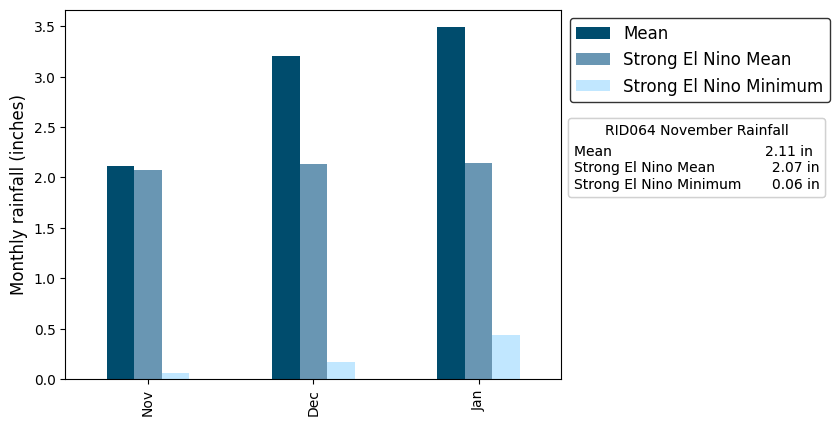 Monthly rainfall (inches)
3.5
3.0
2.5
2.0
1.5
1.0
0.5
0.0
Nov
Dec
Jan
Mean
Strong El Nino Mean
Strong El Nino Minimum
RID064 November Rainfall
Mean 2.11 in
Strong El Nino Mean 2.07 in
Strong El Nino Minimum 0.06 in